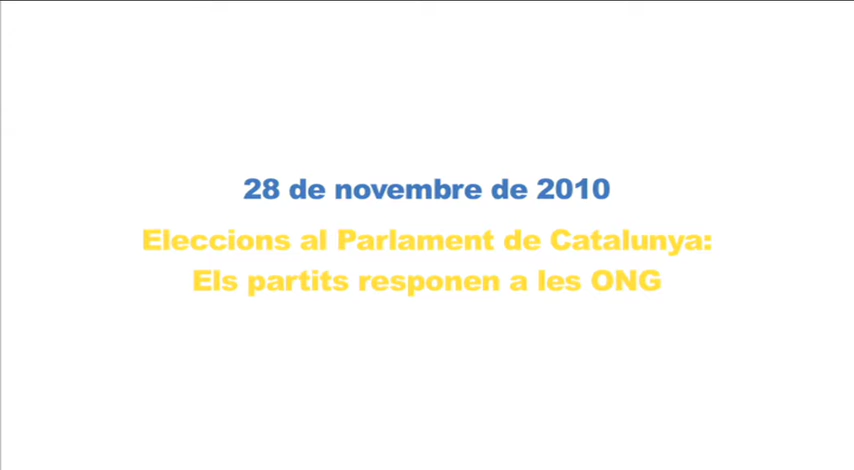 28 de novembre de 2010
Eleccions al Parlament de Catalunya:
Els partits responen a les ONG